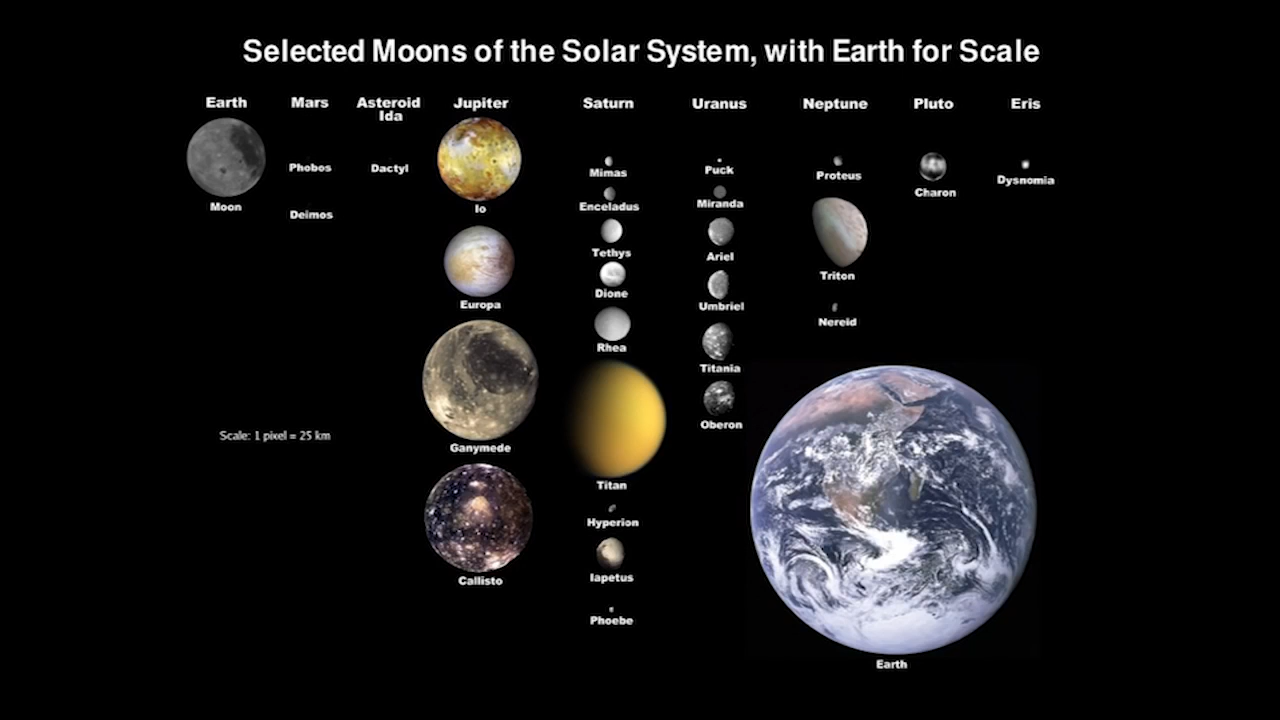 Selected Moons of the Solar System, with Earth for Scale
Earth
Mars
Asteroid
Ida
Jupiter
Saturn
Uranus
Neptune
Pluto
Eris
Moon
Phobos
Deimos
Dactyl
Io
Europa
Ganymede
Callisto
Mimas
Enceladus
Tethys
Dione
Rhea
Titan
Hyperion
Iapetus
Phoebe
Puck
Miranda
Ariel
Umbriel
Titania
Oberon
Proteus
Triton
Nereid
Charon
Dysnomia
Scale: 1 pixel = 25 km
Earth